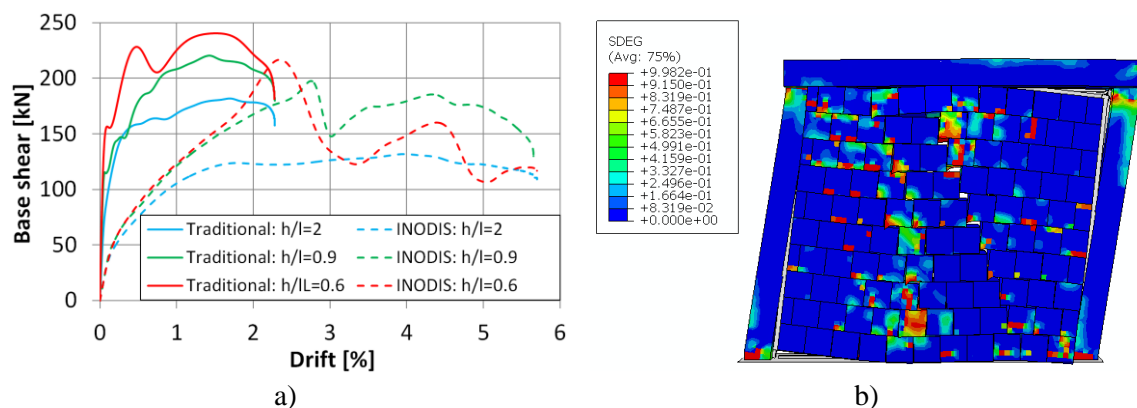 250
200
150
100
50
0
Base shear [kN]
Traditional: h/l=2
INODIS: h/l=2
Traditional: h/l=0.9
INODIS: h/l=0.9
Traditional: h/IL=0.6
INODIS: h/l=0.6
0 1 2 3 4 5 6
Drift [%]
a)
SDEG
(Avg: 75%)
+9.982e-01
+9.150e-01
+8.319e-01
+7.487e-01
+6.655e-01
+5.823e-01
+4.991e-01
+4.159e-01
+3.327e-01
+2.496e-01
+1.664e-01
+8.319e-02
+0.000e+00
b)